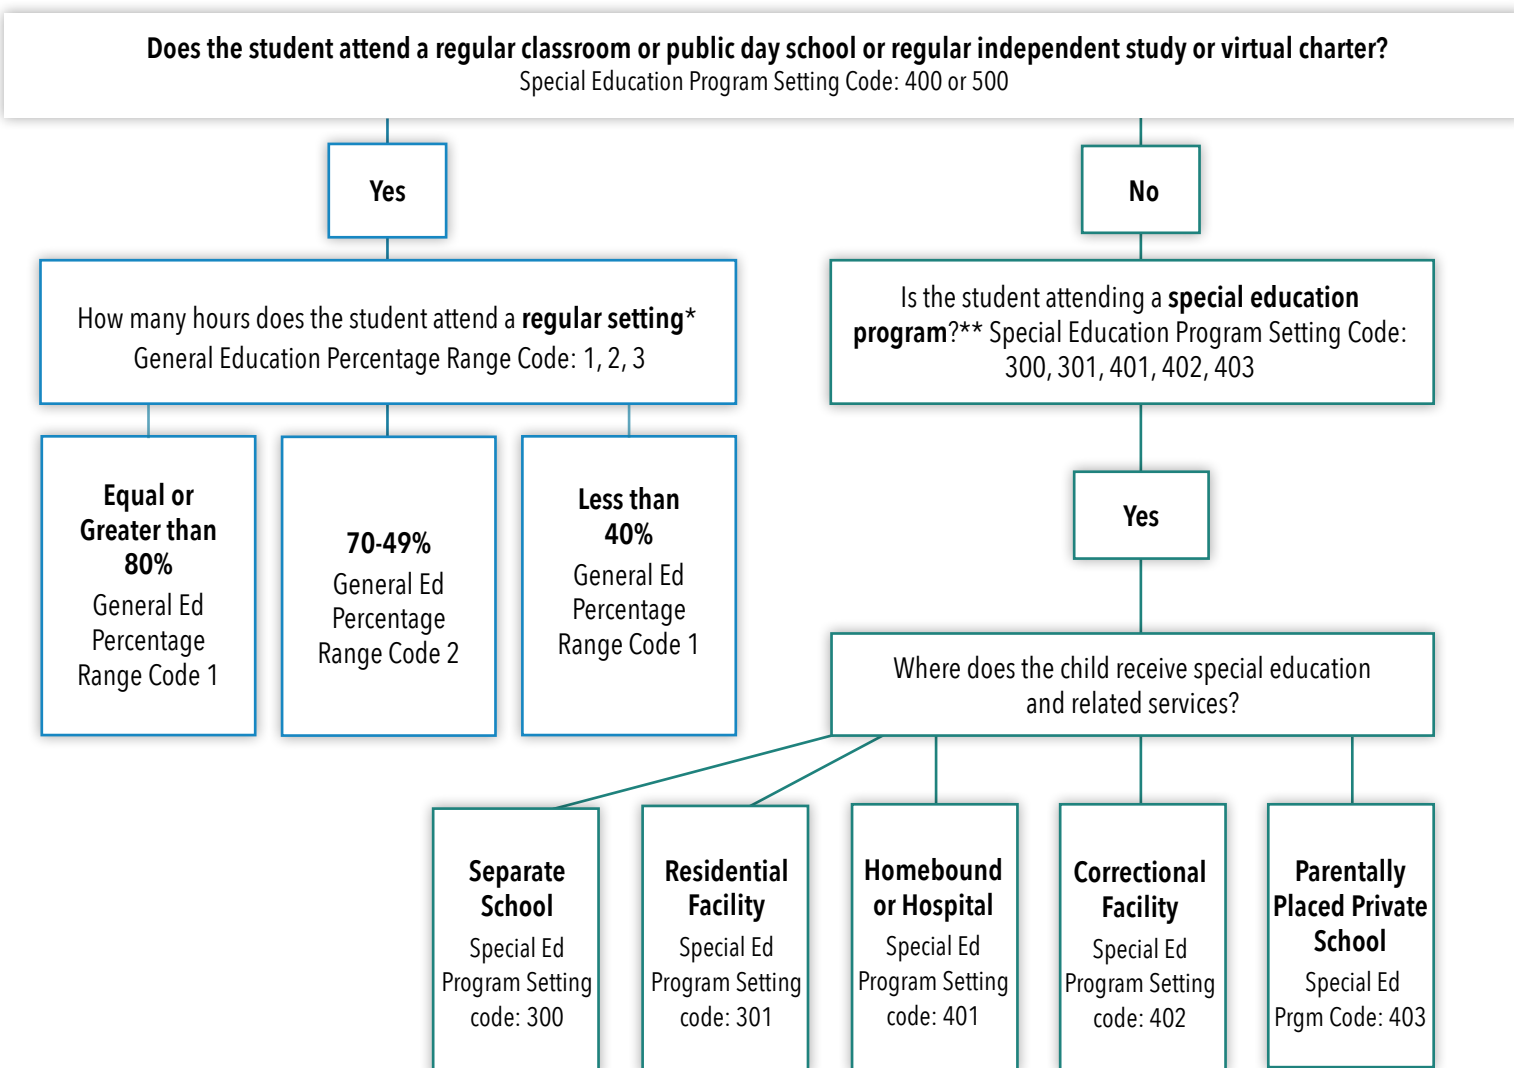 Does the student attend a regular classroom or public day school or regular independent study or virtual charter?
Special Education Program Setting Code: 400 or 500
Yes
No
How many hours does the student attend a regular setting*
General Education Percentage Range Code: 1, 2, 3
Is the student attending a special education
program?** Special Education Program Setting Code:
300, 301, 401, 402, 403
Equal or
Greater than
80%
General Ed
Percentage
Range Code 1
70-49%
General Ed
Percentage
Range Code 2
Less than
40%
General Ed
Percentage
Range Code 1
Yes
Where does the child receive special education
and related services?
Separate
School
Special Ed
Program Setting
code: 300
Residential
Facility
Special Ed
Program Setting
code: 301
Homebound
or Hospital
Special Ed
Program Setting
code: 401
Correctional
Facility
Special Ed
Program Setting
code: 402
Parentally
Placed Private
School
Special Ed
Prgm Code: 403